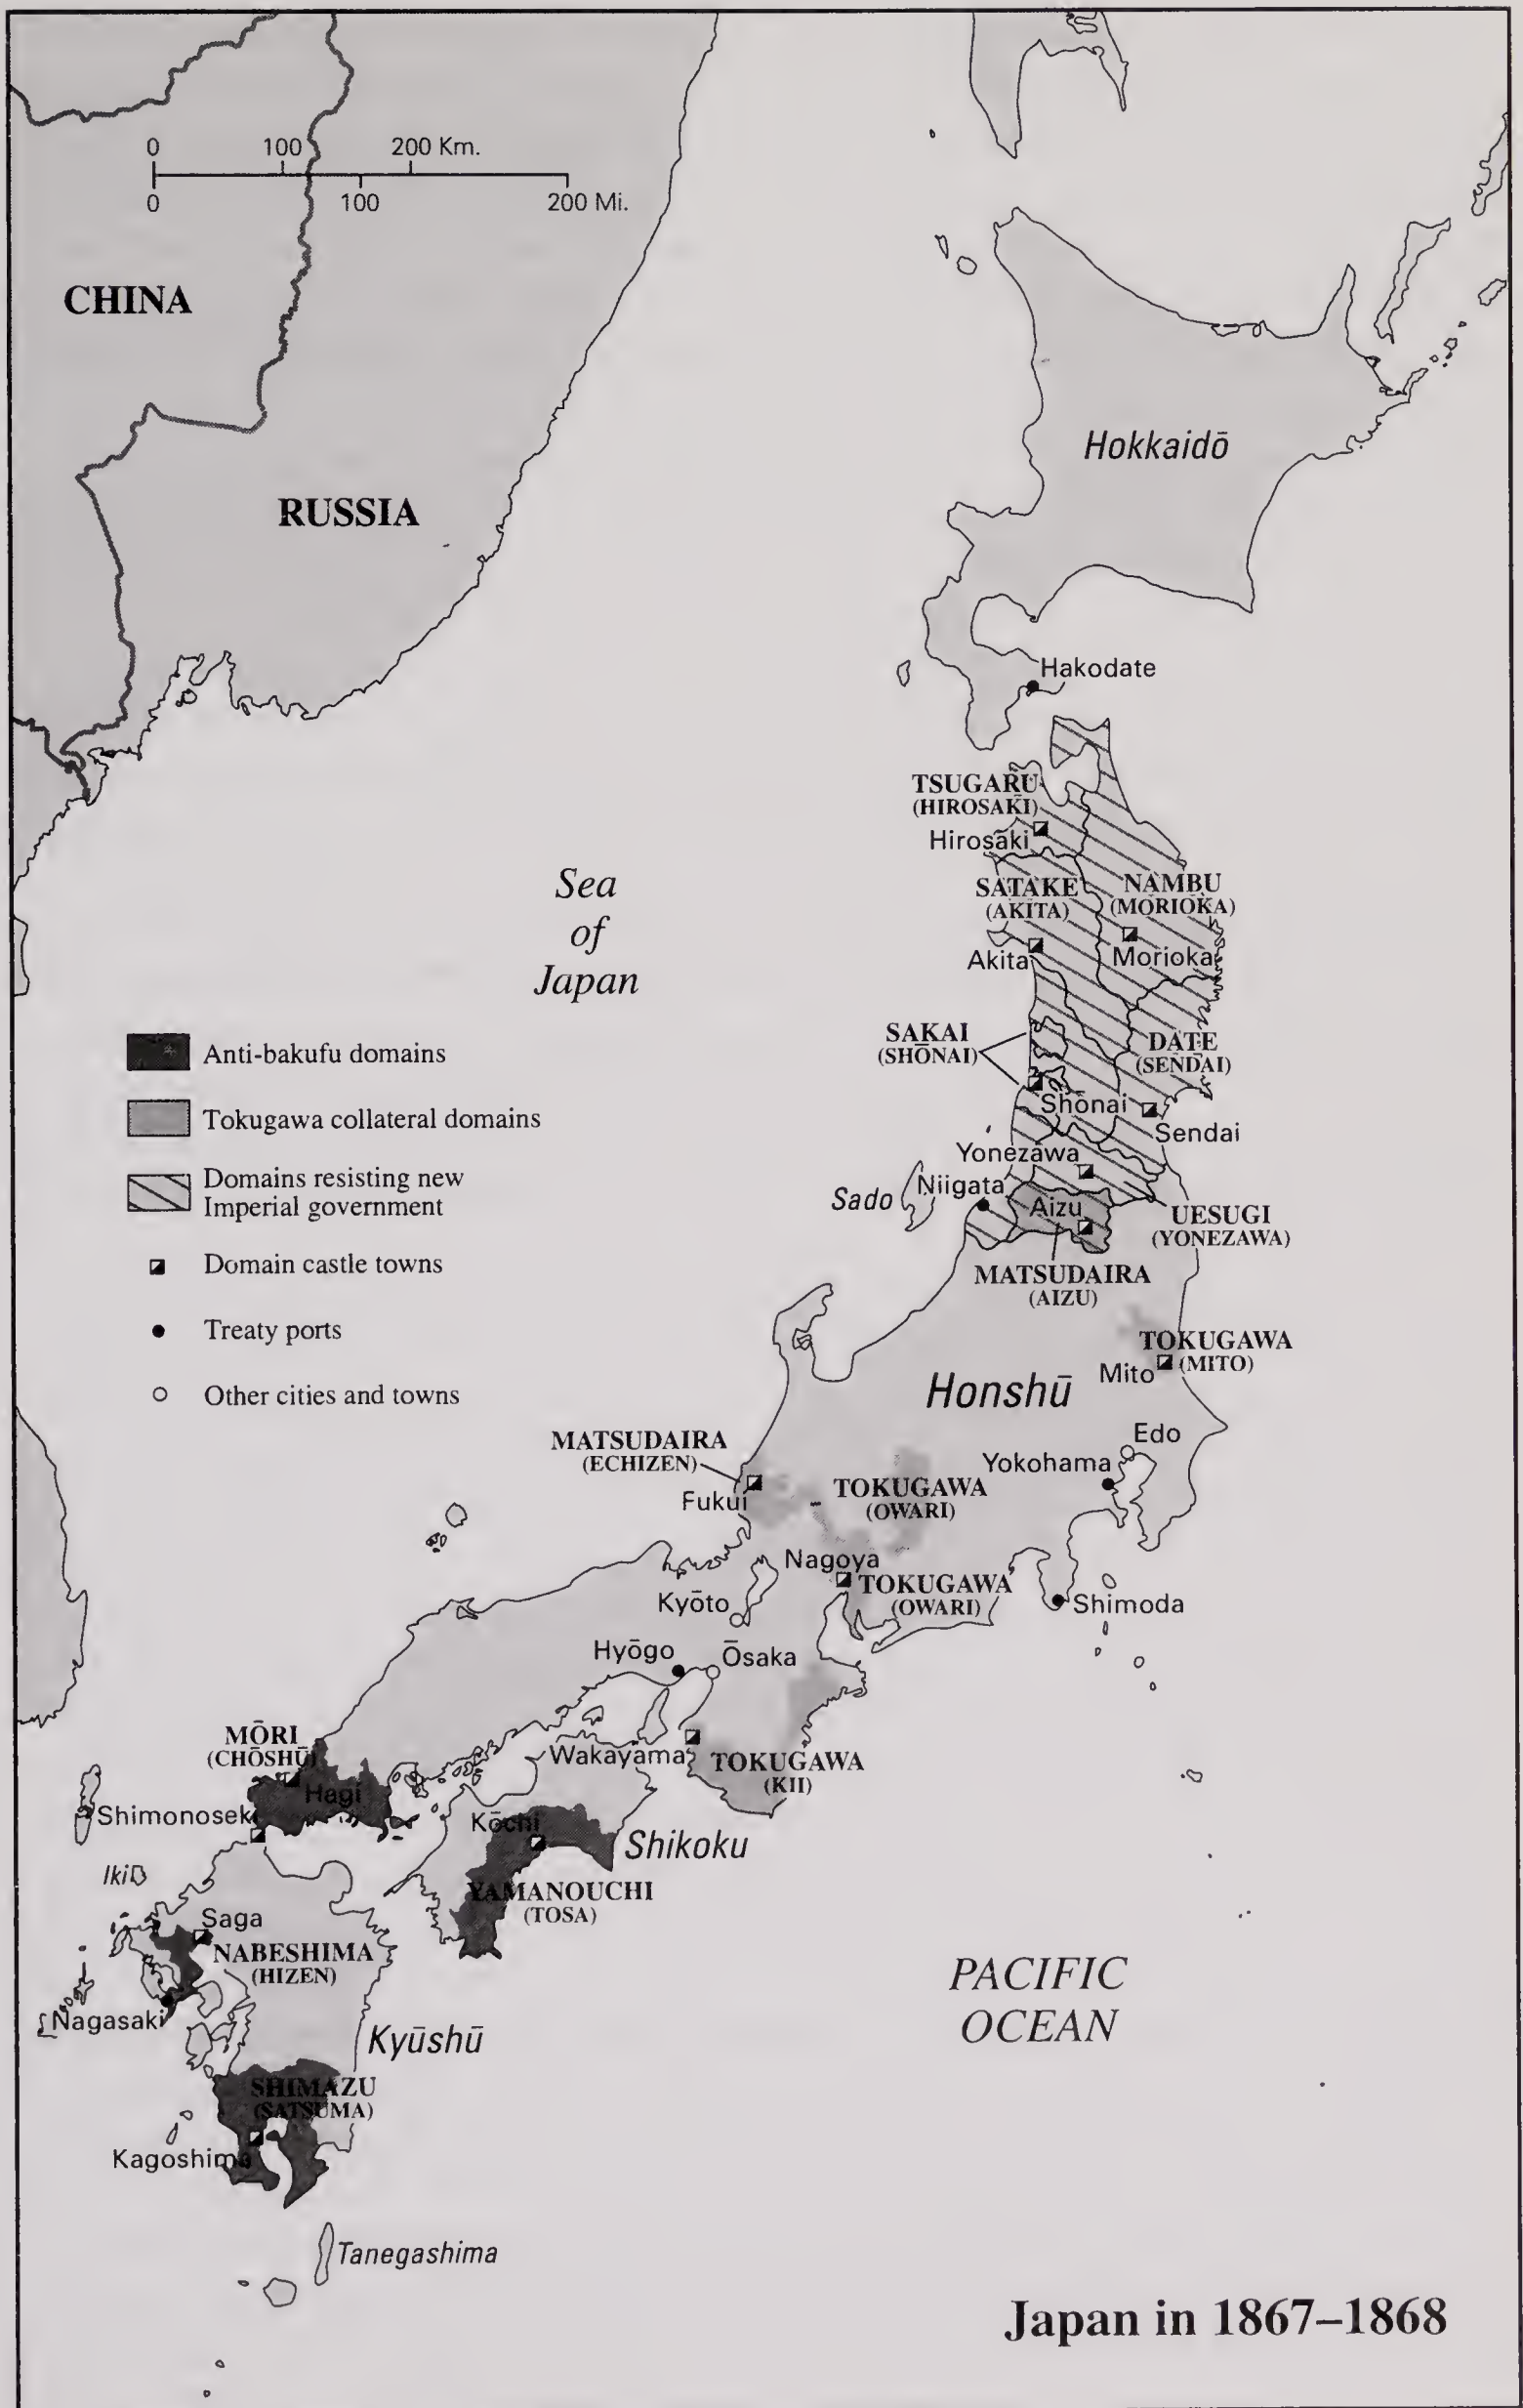 0 100 200 Km.
0 100 200 Mi.
CHINA
RUSSIA
Hokkaidō
Hakodate
TSUGARU
(HIROSAKI)
Hirosaki
SATAKE
(AKITA)
Akita
NAMBU
(MORIOKA)
Morioka
Sea
of
Japan
SAKAI
(SHŌNAI)
Shōnai
DATE
(SENDAI)
Sendai
Yonezawa
Sado
Niigata
Aizu
UESUGI
(YONEZAWA)
MATSUDAIRA
(AIZU)
Anti-bakufu domains
Tokugawa collateral domains
Domains resisting new
Imperial government
Domain castle towns
Treaty ports
Other cities and towns
TOKUGAWA
(MITO)
Mito
Honshū
Edo
Yokohama
MATSUDAIRA
(ECHIZEN)
Fukui
TOKUGAWA
(OWARI)
Nagoya
TOKUGAWA
(OWARI)
Kyōto
Shimoda
Hyōgo
Ōsaka
Wakayama
TOKUGAWA
(KII)
MŌRI
(CHŌSHŪ)
Hagi
Shimonoseki
Kōchi
Shikoku
YAMANOUCHI
(TOSA)
Iki
Saga
NABESHIMA
(HIZEN)
Nagasaki
Kyūshū
SHIMAZU
(SATSUMA)
Kagoshima
Tanegashima
PACIFIC
OCEAN
Japan in 1867–1868